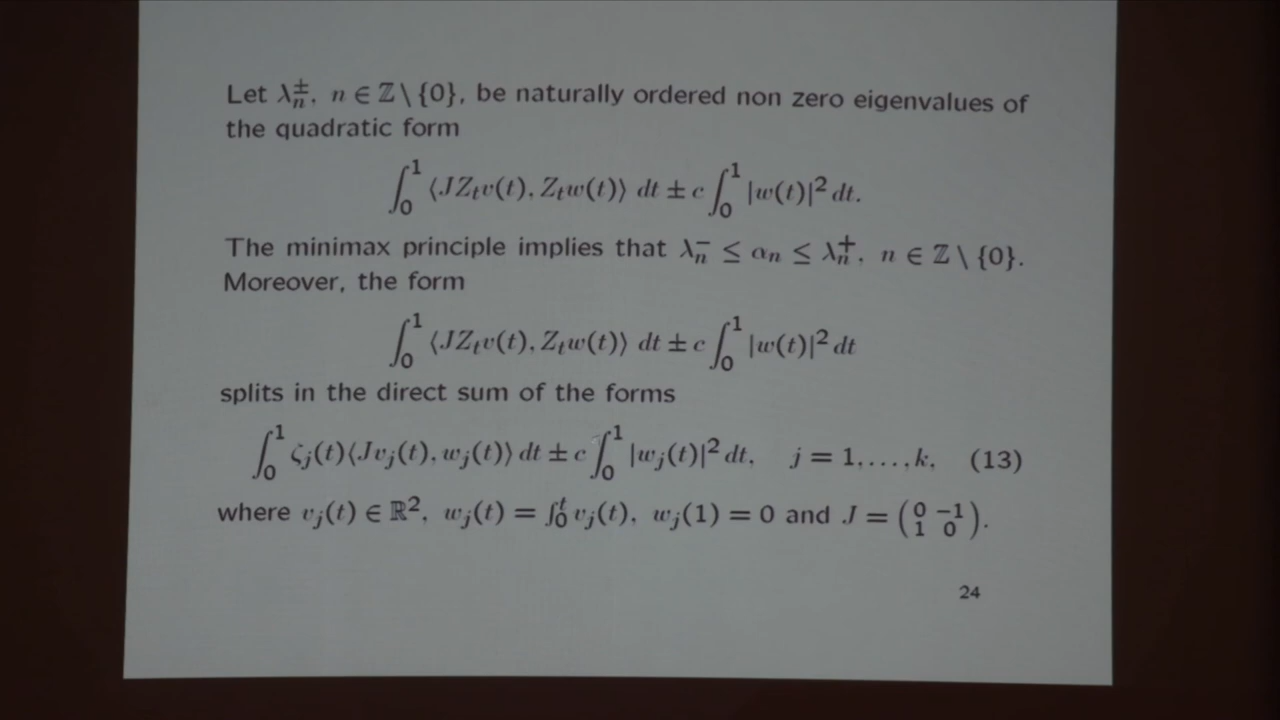 Let λₙ±, n ∈ ℤ \ {0}, be naturally ordered non zero eigenvalues of
the quadratic form
∫₀¹ ⟨JZₜv(t), Zₜw(t)⟩ dt ± c ∫₀¹ |w(t)|² dt.
The minimax principle implies that λₙ⁻ ≤ αₙ ≤ λₙ⁺, n ∈ ℤ \ {0}.
Moreover, the form
∫₀¹ ⟨JZₜv(t), Zₜw(t)⟩ dt ± c ∫₀¹ |w(t)|² dt
splits in the direct sum of the forms
∫₀¹ ζⱼ(t)⟨Jvⱼ(t), wⱼ(t)⟩ dt ± c ∫₀¹ |wⱼ(t)|² dt, j = 1,...,k, (13)
where vⱼ(t) ∈ ℝ², wⱼ(t) = ∫₀ᵗ vⱼ(t), wⱼ(1) = 0 and J = (0 −1 1 0).
24